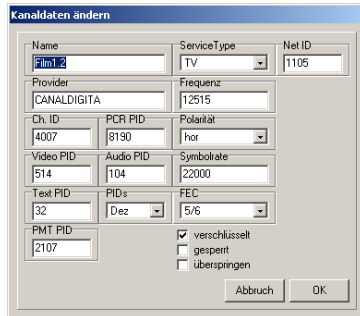 Kanaldaten ändern
Name ServiceType Net ID
Film1.2 TV 1105
Provider Frequenz
CANALDIGITA 12515
Ch. ID PCR PID Polarität
4007 8190 hor
Video PID Audio PID Symbolrate
514 104 22000
Text PID PIDs FEC
32 Dez 5/6
PMT PID
2107
verschlüsselt
gesperrt
überspringen
Abbruch OK